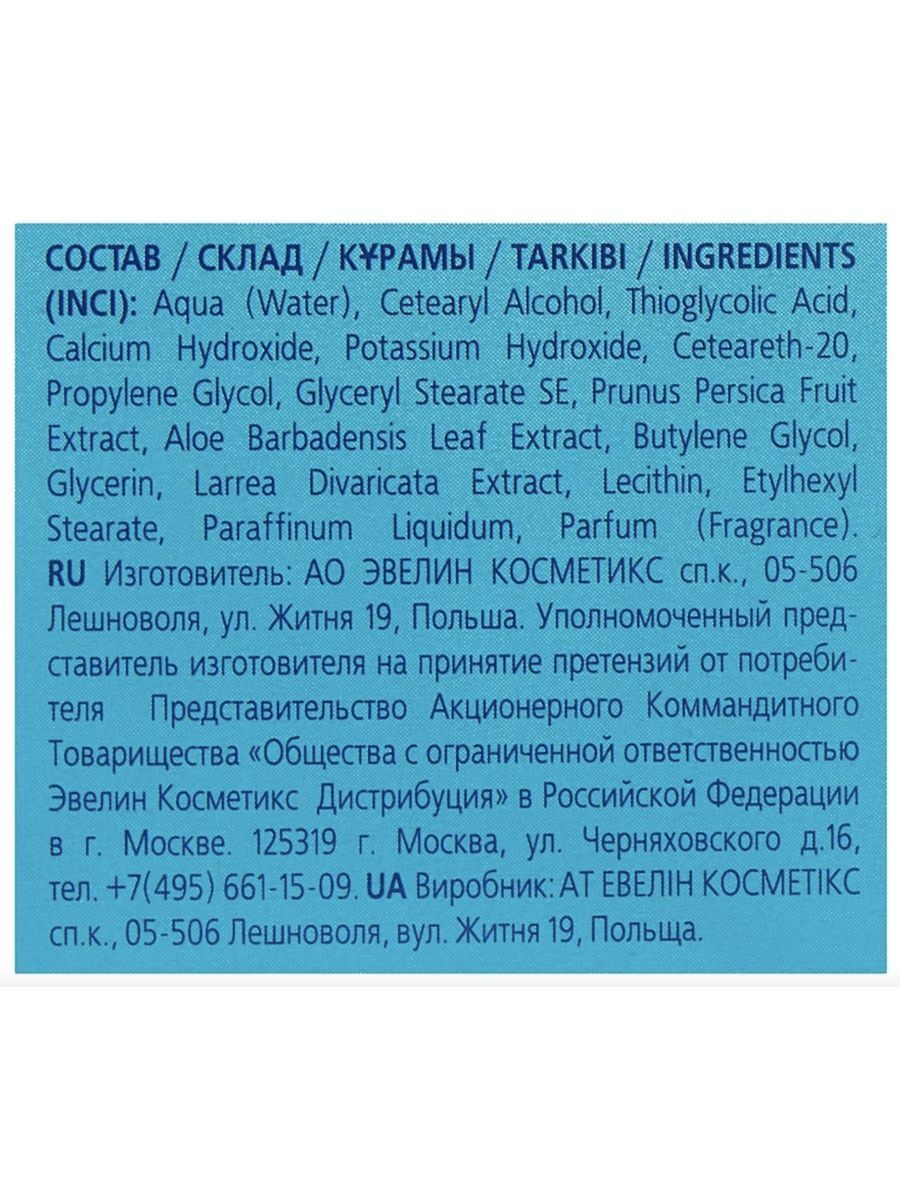 СОСТАВ / СКЛАД / ҚҰРАМЫ / TARKIBI / INGREDIENTS
(INCI): Aqua (Water), Cetearyl Alcohol, Thioglycolic Acid,
Calcium Hydroxide, Potassium Hydroxide, Ceteareth-20,
Propylene Glycol, Glyceryl Stearate SE, Prunus Persica Fruit
Extract, Aloe Barbadensis Leaf Extract, Butylene Glycol,
Glycerin, Larrea Divaricata Extract, Lecithin, Etylhexyl
Stearate, Paraffinum Liquidum, Parfum (Fragrance).
RU Изготовитель: АО ЭВЕЛИН КОСМЕТИКС сп.к., 05-506
Лешноволя, ул. Житня 19, Польша. Уполномоченный пред-
ставитель изготовителя на принятие претензий от потреби-
теля Представительство Акционерного Коммандитного
Товарищества «Общества с ограниченной ответственностью
Эвелин Косметикс Дистрибуция» в Российской Федерации
в г. Москве. 125319 г. Москва, ул. Черняховского д.16,
тел. +7(495) 661-15-09. UA Виробник: АТ ЕВЕЛІН КОСМЕТІКС
сп.к., 05-506 Лешноволя, вул. Житня 19, Польща.